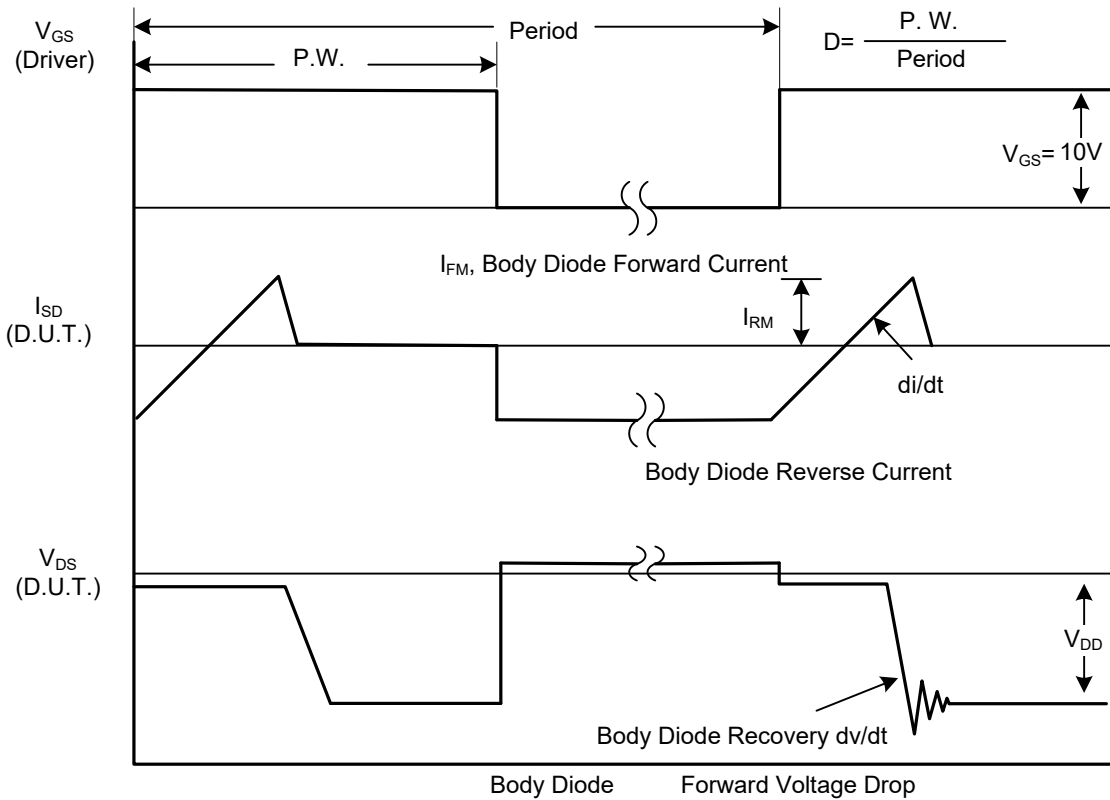 V_GS
(Driver)
Period
P.W.
D= P. W. / Period
V_GS= 10V
I_FM, Body Diode Forward Current
I_SD
(D.U.T.)
I_RM
di/dt
Body Diode Reverse Current
V_DS
(D.U.T.)
V_DD
Body Diode Recovery dv/dt
Body Diode Forward Voltage Drop